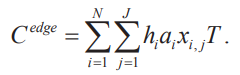 C^{edge} = \sum_{i=1}^{N} \sum_{j=1}^{J} h_i a_i x_{i,j} T .